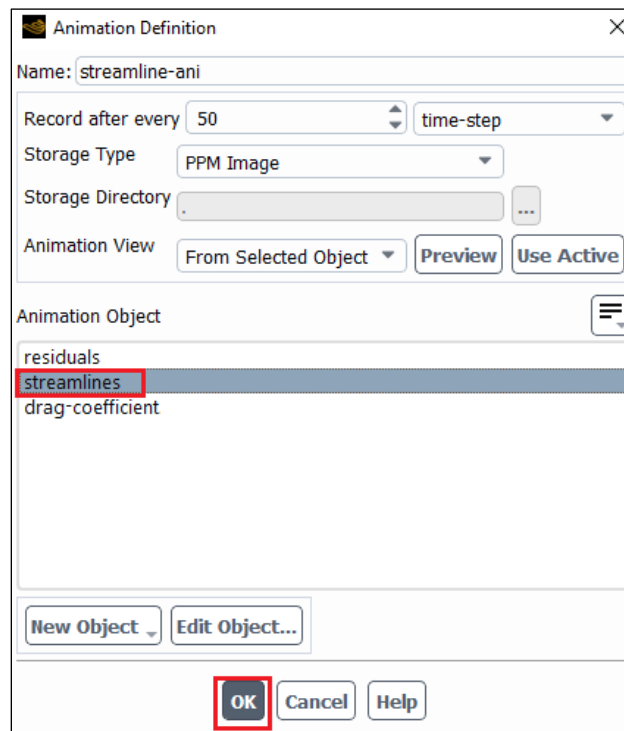 Animation Definition
Name: streamline-ani
Record after every 50 time-step
Storage Type PPM Image
Storage Directory . ...
Animation View From Selected Object Preview Use Active
Animation Object
residuals
streamlines
drag-coefficient
New Object Edit Object...
OK Cancel Help